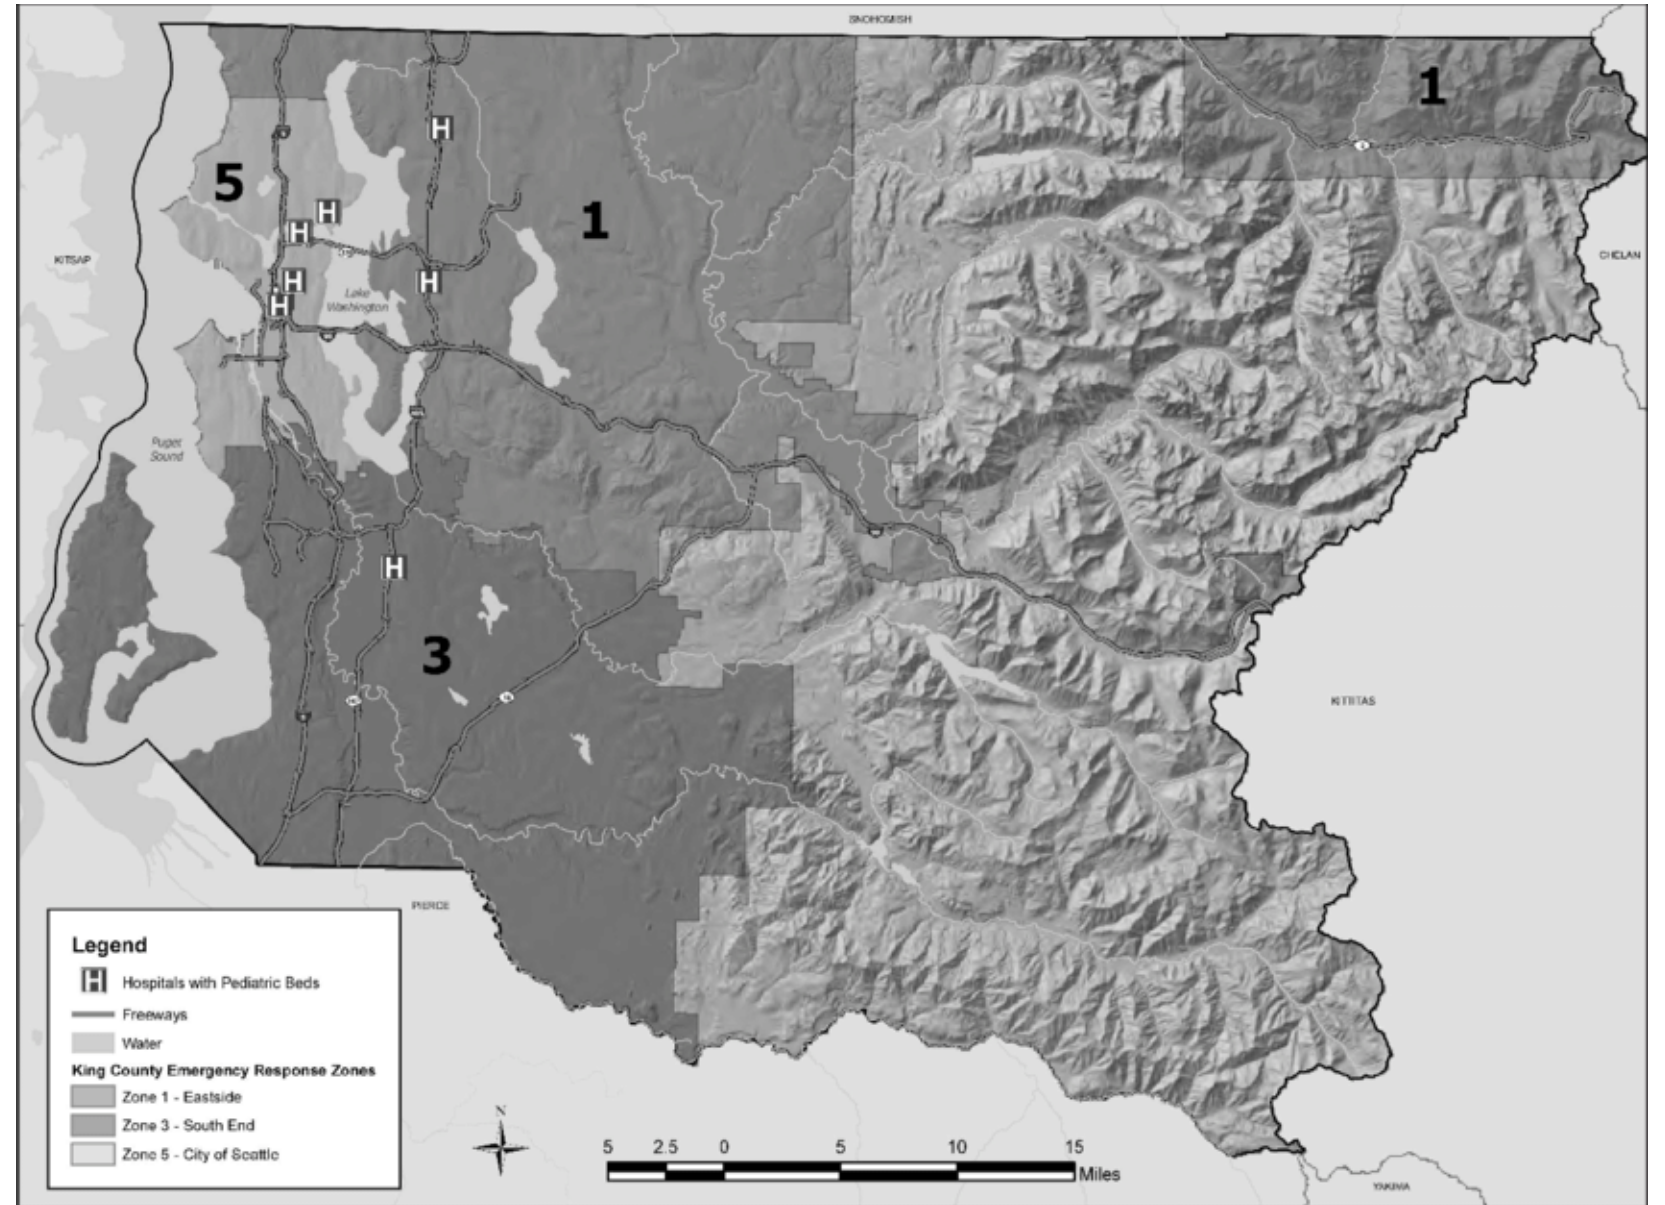 SNOHOMISH
1
H
5
1
H
H
KITSAP
CHELAN
H
H
H
Lake
Washington
Puget
Sound
H
3
KITTITAS
PIERCE
Legend
H Hospitals with Pediatric Beds
Freeways
Water
King County Emergency Response Zones
Zone 1 - Eastside
Zone 3 - South End
Zone 5 - City of Seattle
N
5 2.5 0 5 10 15
Miles
YAKIMA